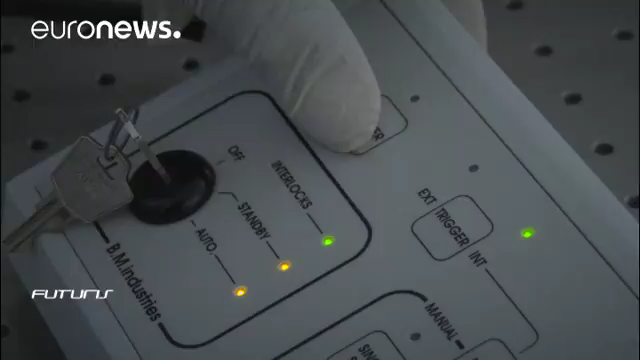 euronews.
OFF
INTERLOCKS
STANDBY
AUTO
B.M.Industries
EXT
TRIGGER
INT
MANUAL
FUTURIS